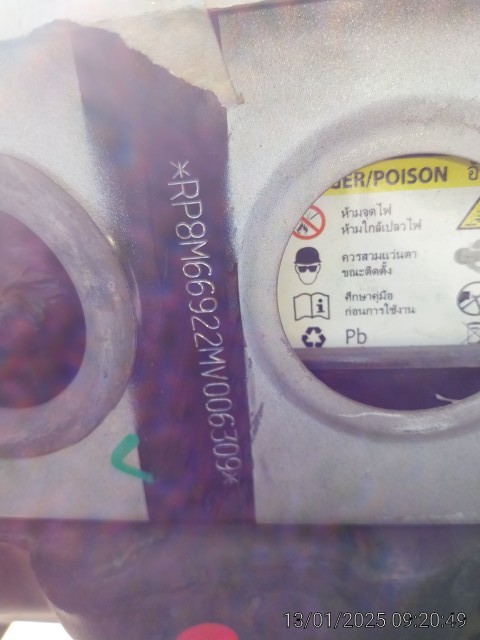 *RP8M66922MV006309*
GER/POISON
ห้ามจุดไฟ
ห้ามใกล้เปลวไฟ
ควรสวมแว่นตา
ขณะติดตั้ง
ศึกษาคู่มือ
ก่อนการใช้งาน
Pb
13/01/2025 09:20:49